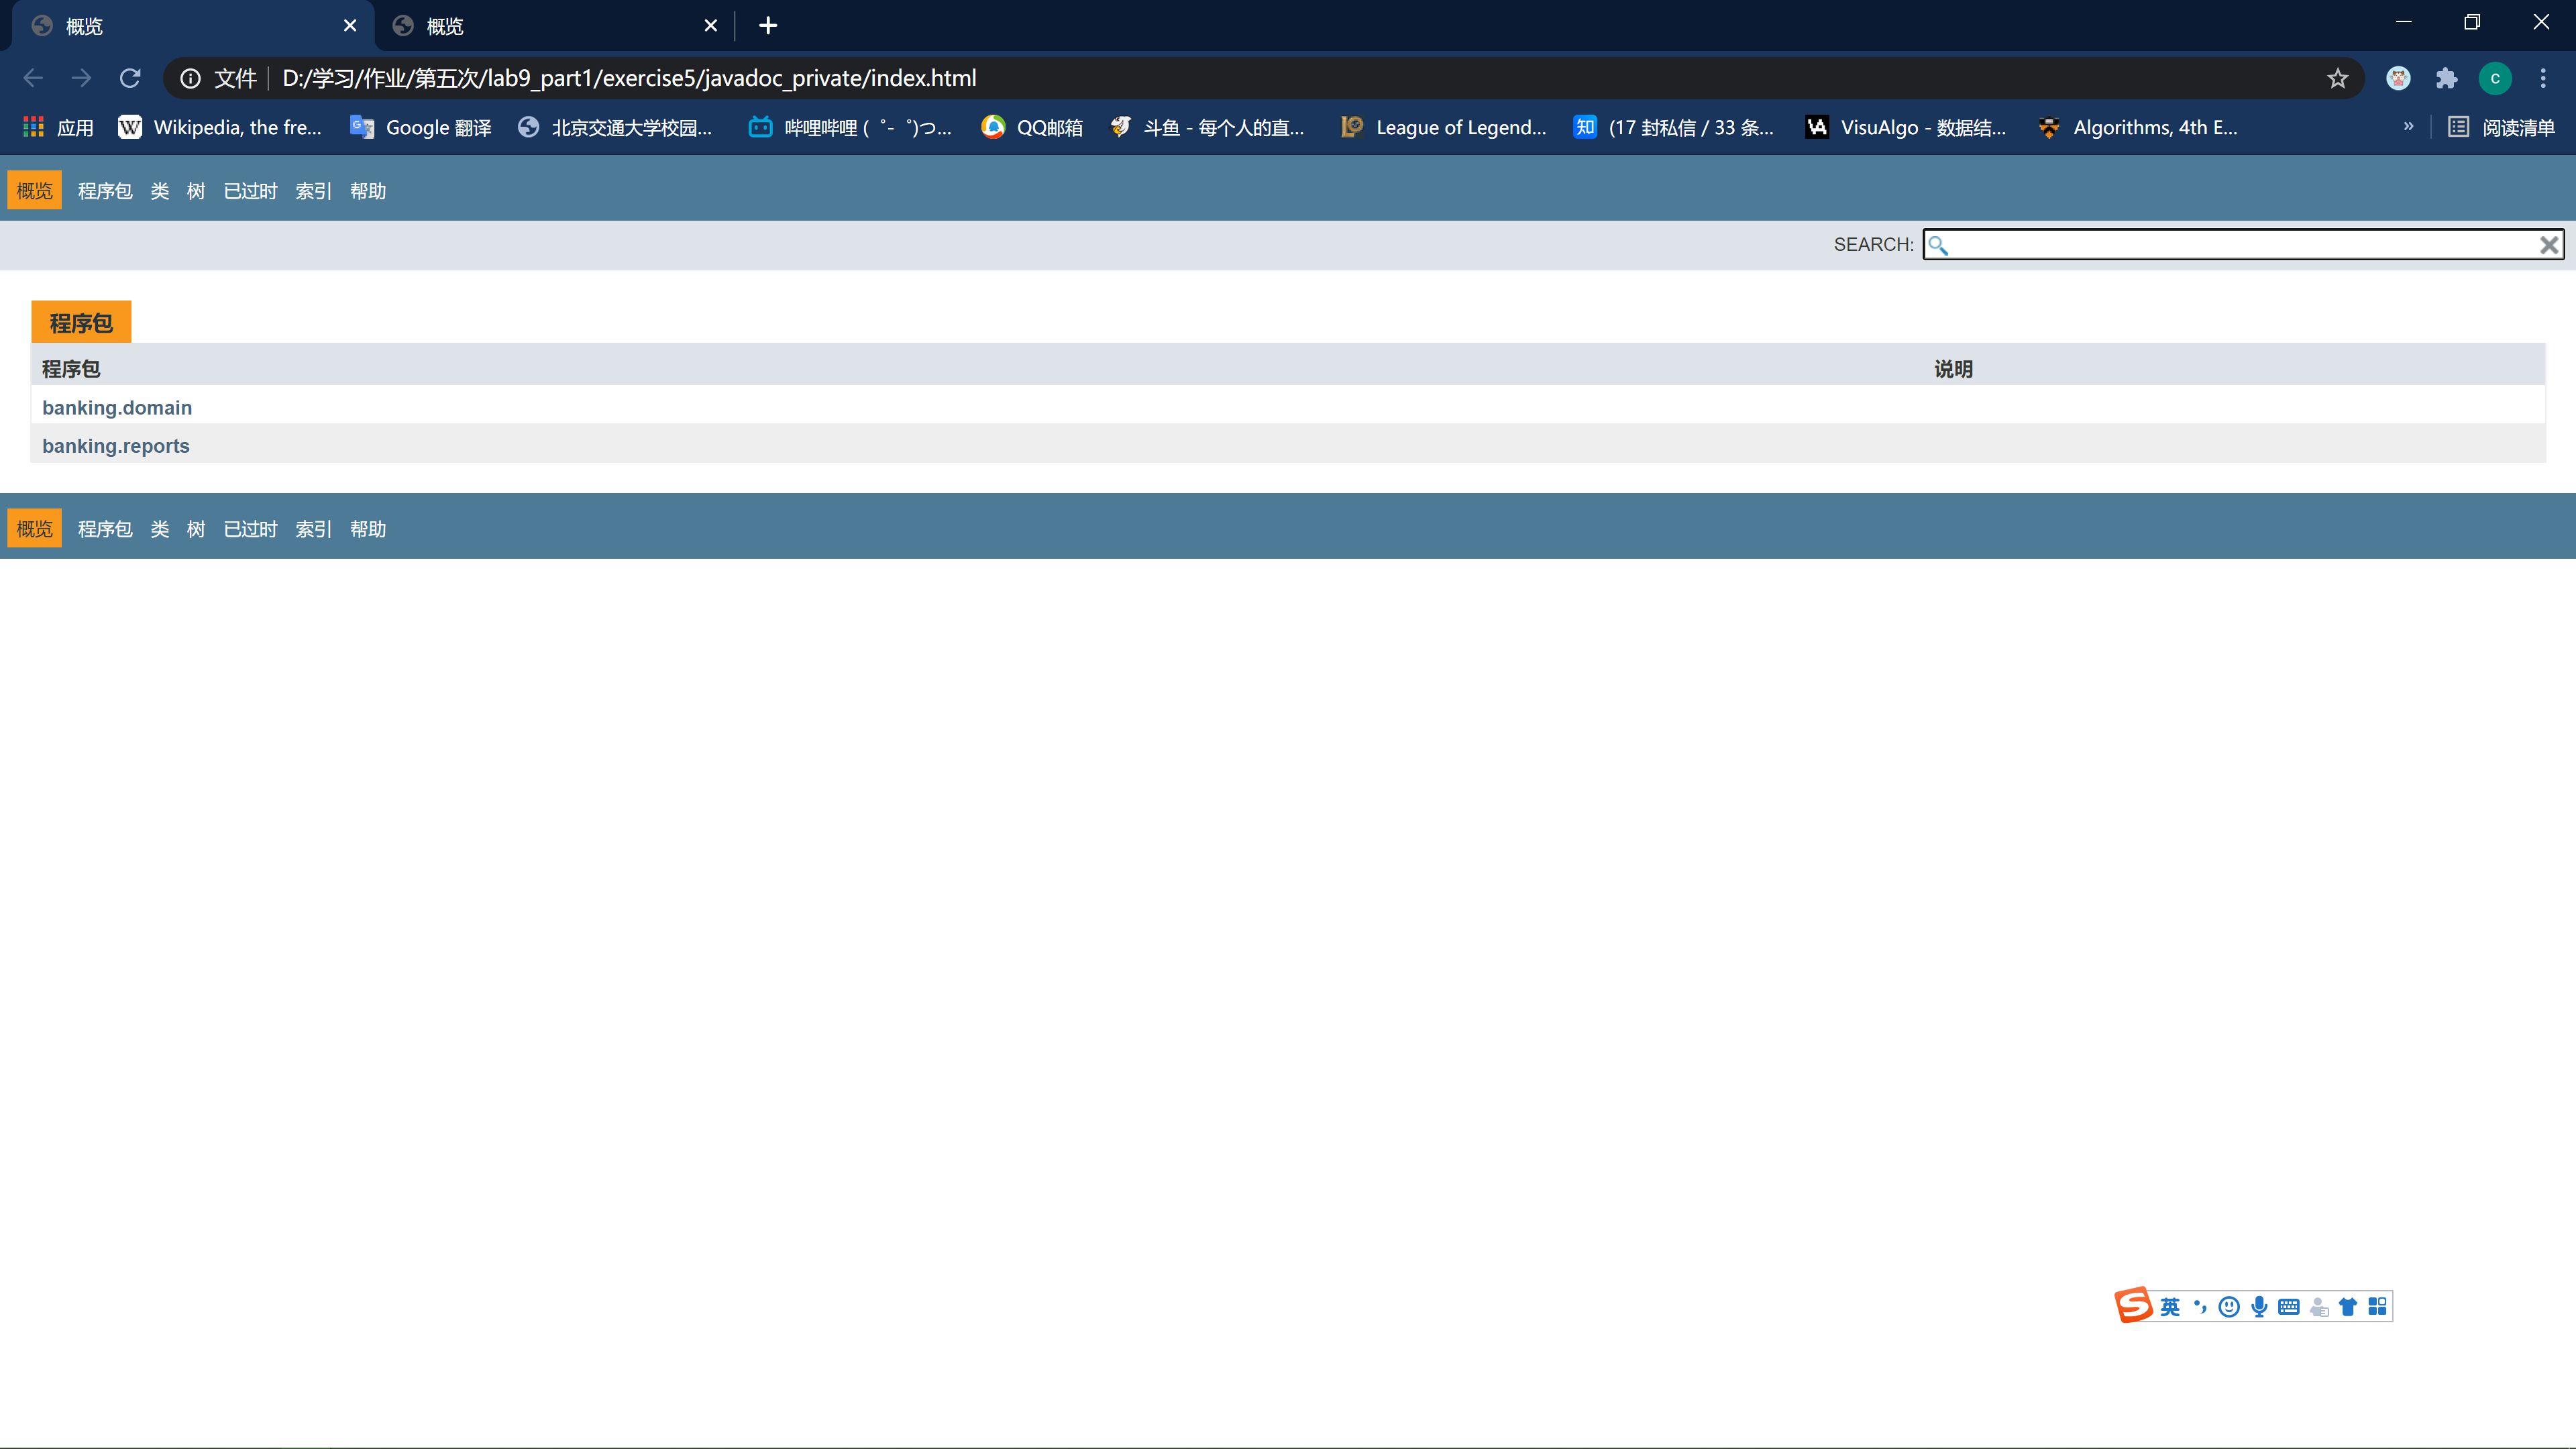 概览 概览
文件 D:/学习/作业/第五次/lab9_part1/exercise5/javadoc_private/index.html c
应用 Wikipedia, the fre... Google 翻译 北京交通大学校园... 哔哩哔哩 ( ゜- ゜)つ... QQ邮箱 斗鱼 - 每个人的直... League of Legend... 知 (17 封私信 / 33 条... VisuAlgo - 数据结... Algorithms, 4th E... » 阅读清单
概览 程序包 类 树 已过时 索引 帮助
SEARCH:
程序包
程序包 说明
banking.domain
banking.reports
概览 程序包 类 树 已过时 索引 帮助
英